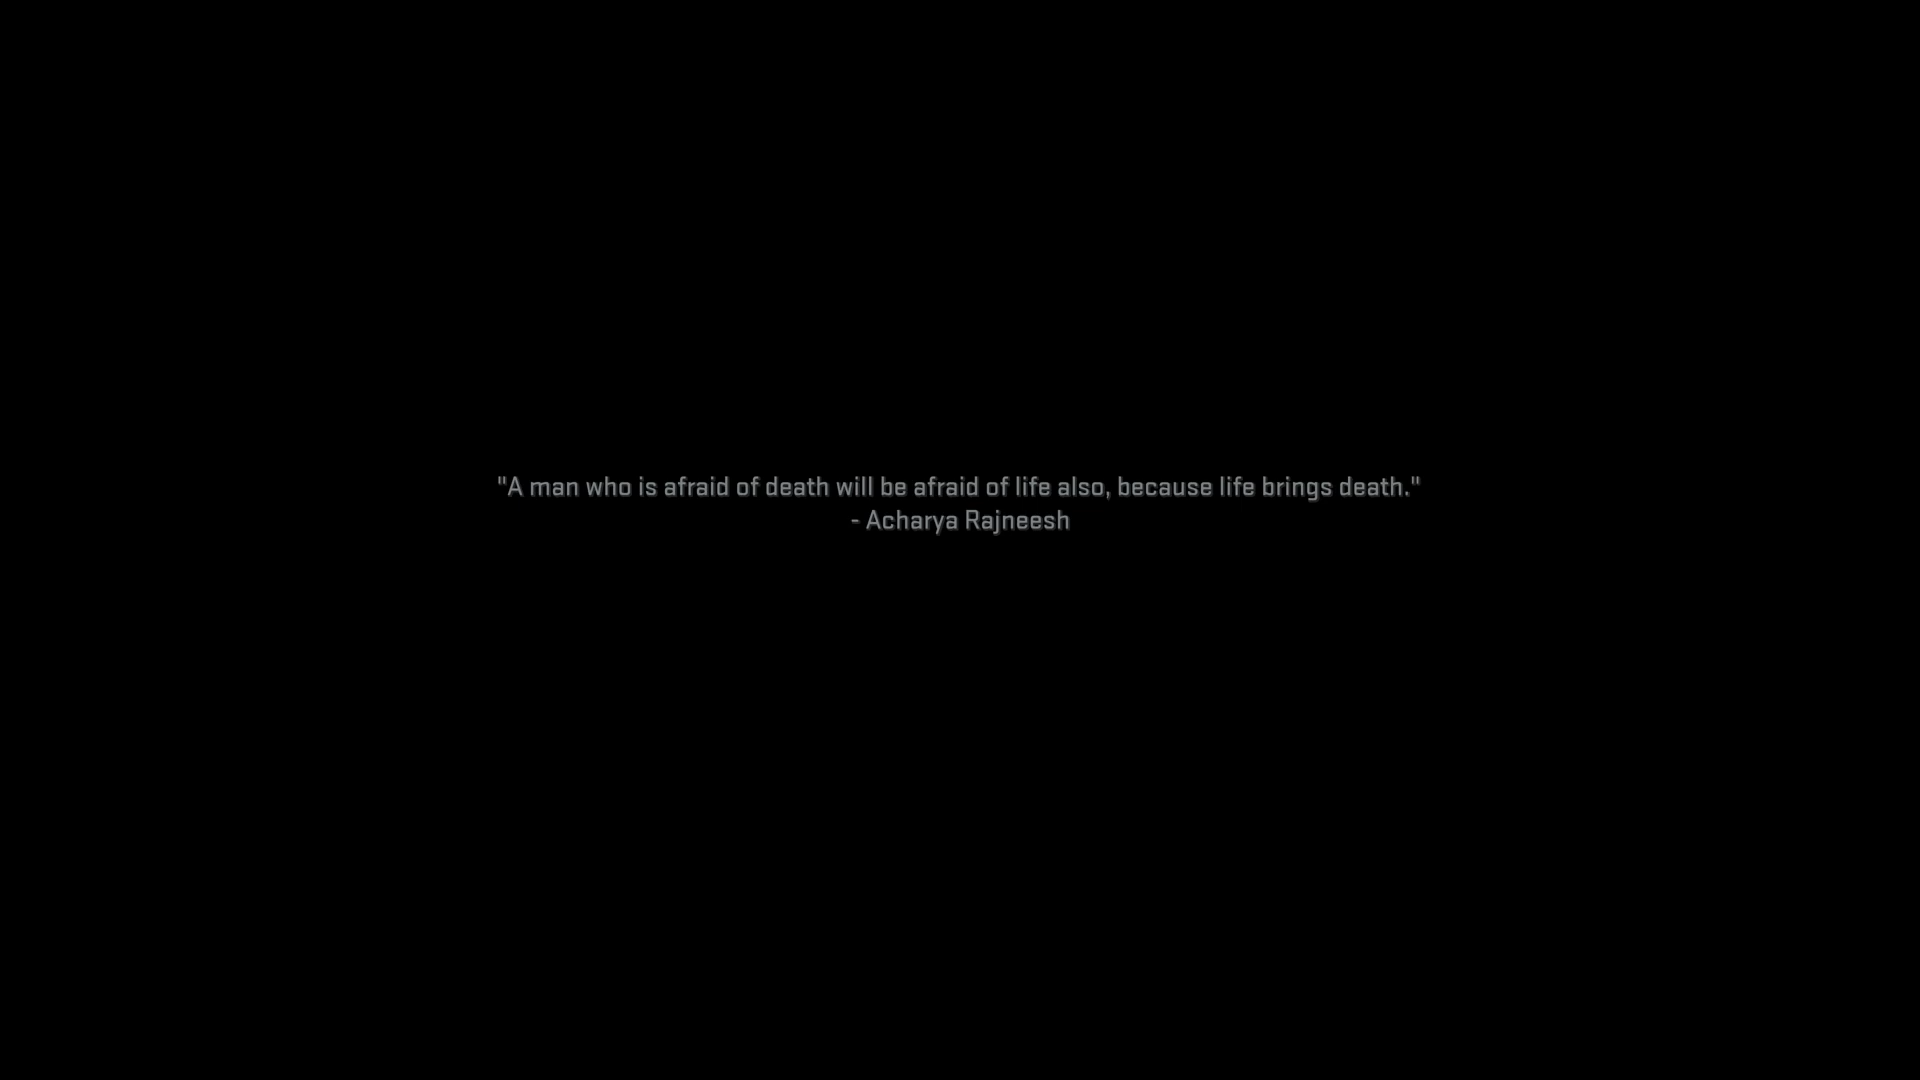 "A man who is afraid of death will be afraid of life also, because life brings death."
- Acharya Rajneesh